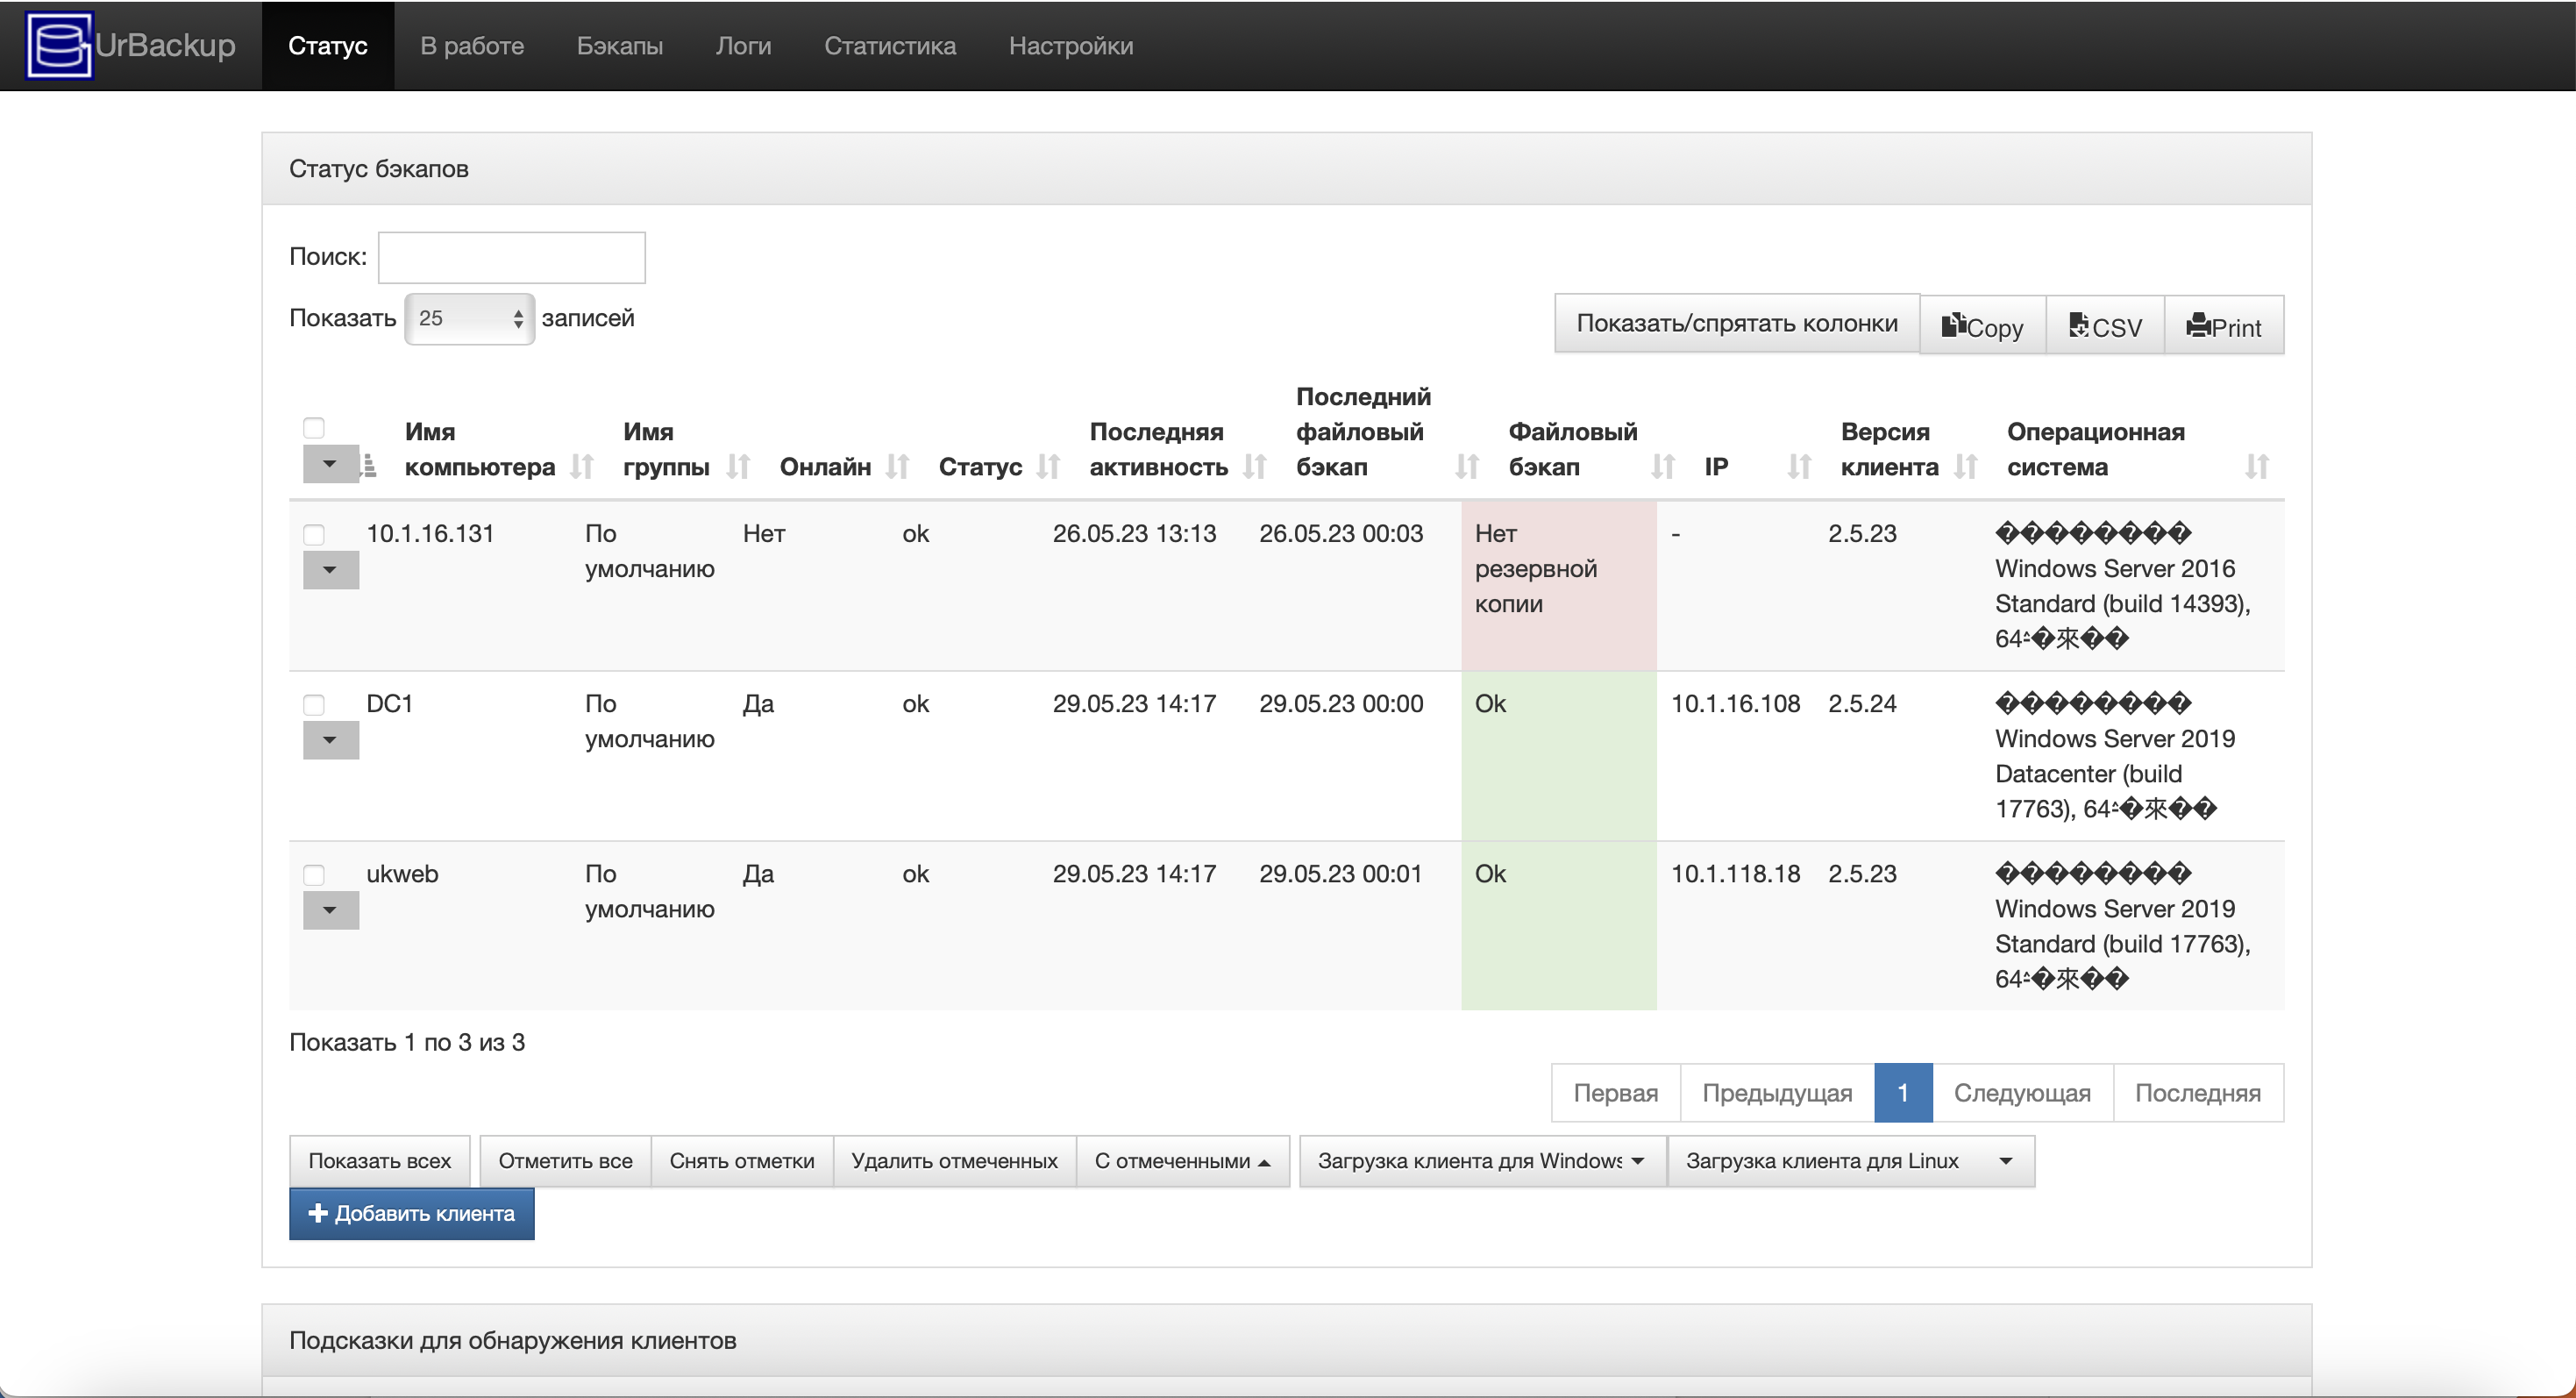 UrBackup Статус В работе Бэкапы Логи Статистика Настройки
Статус бэкапов
Поиск:
Показать 25 записей
Показать/спрятать колонки Copy CSV Print
Имя компьютера Имя группы Онлайн Статус Последняя активность Последний файловый бэкап Файловый бэкап IP Версия клиента Операционная система
10.1.16.131 По умолчанию Нет ok 26.05.23 13:13 26.05.23 00:03 Нет резервной копии - 2.5.23 �������� Windows Server 2016 Standard (build 14393), 64
DC1 По умолчанию Да ok 29.05.23 14:17 29.05.23 00:00 Ok 10.1.16.108 2.5.24 �������� Windows Server 2019 Datacenter (build 17763), 64
ukweb По умолчанию Да ok 29.05.23 14:17 29.05.23 00:01 Ok 10.1.118.18 2.5.23 �������� Windows Server 2019 Standard (build 17763), 64
Показать 1 по 3 из 3
Первая Предыдущая 1 Следующая Последняя
Показать всех Отметить все Снять отметки Удалить отмеченных С отмеченными Загрузка клиента для Windows Загрузка клиента для Linux
Добавить клиента
Подсказки для обнаружения клиентов